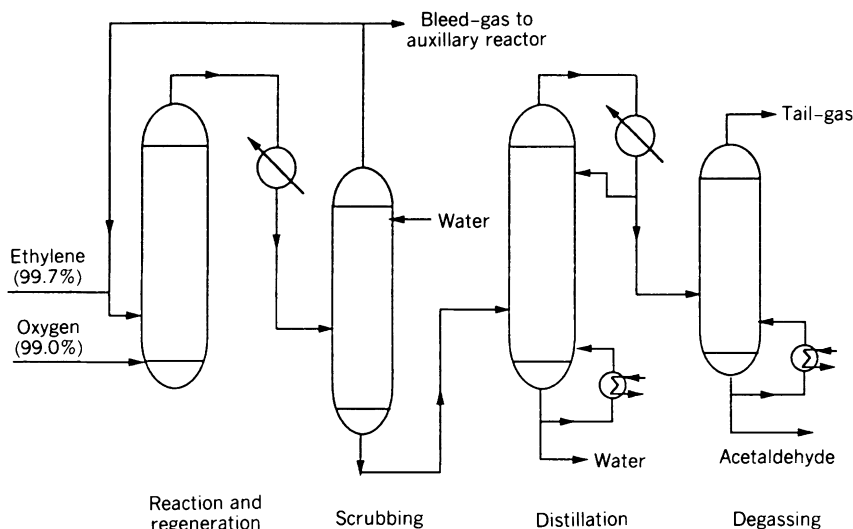 Bleed-gas to
auxillary reactor
Tail-gas
Water
Ethylene
(99.7%)
Oxygen
(99.0%)
Water
Acetaldehyde
Reaction and
regeneration
Scrubbing
Distillation
Degassing